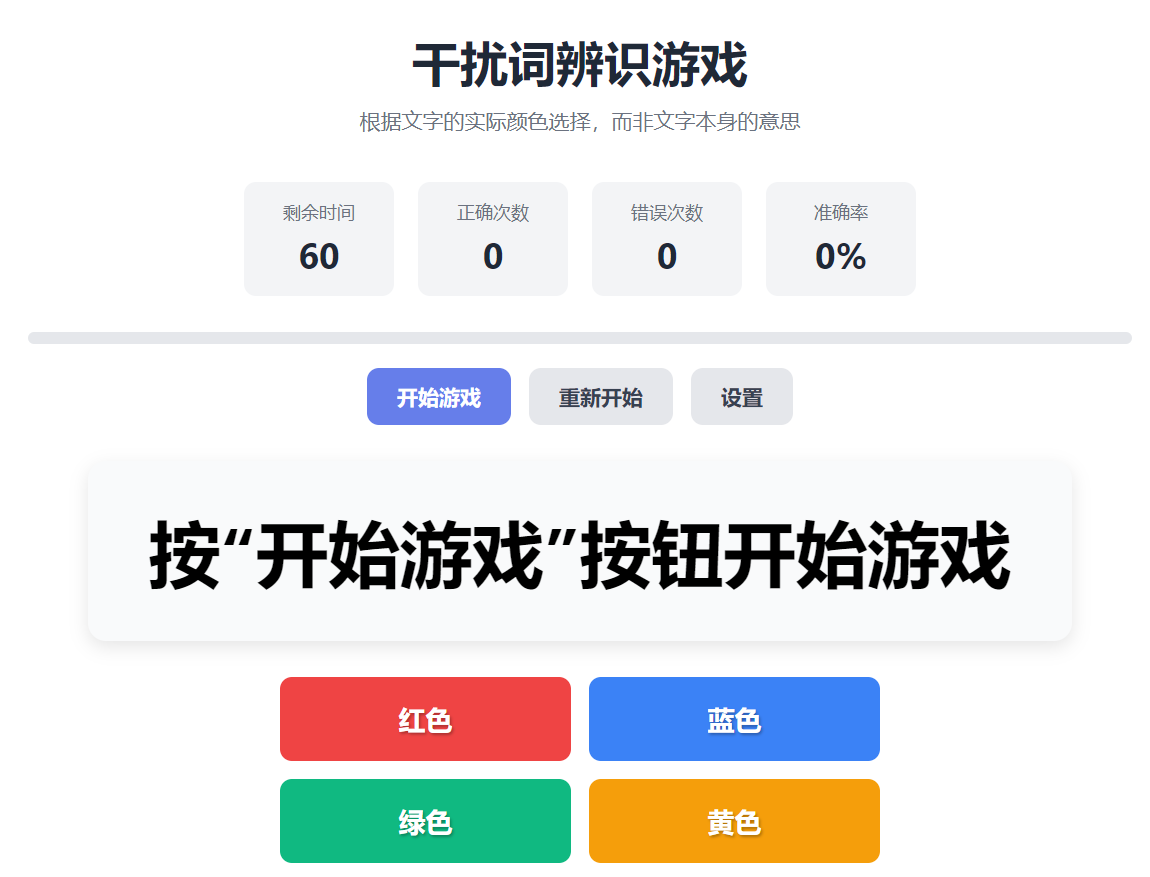 干扰词辨识游戏
根据文字的实际颜色选择，而非文字本身的意思
剩余时间 正确次数 错误次数 准确率
60 0 0 0%
开始游戏 重新开始 设置
按“开始游戏”按钮开始游戏
红色 蓝色
绿色 黄色